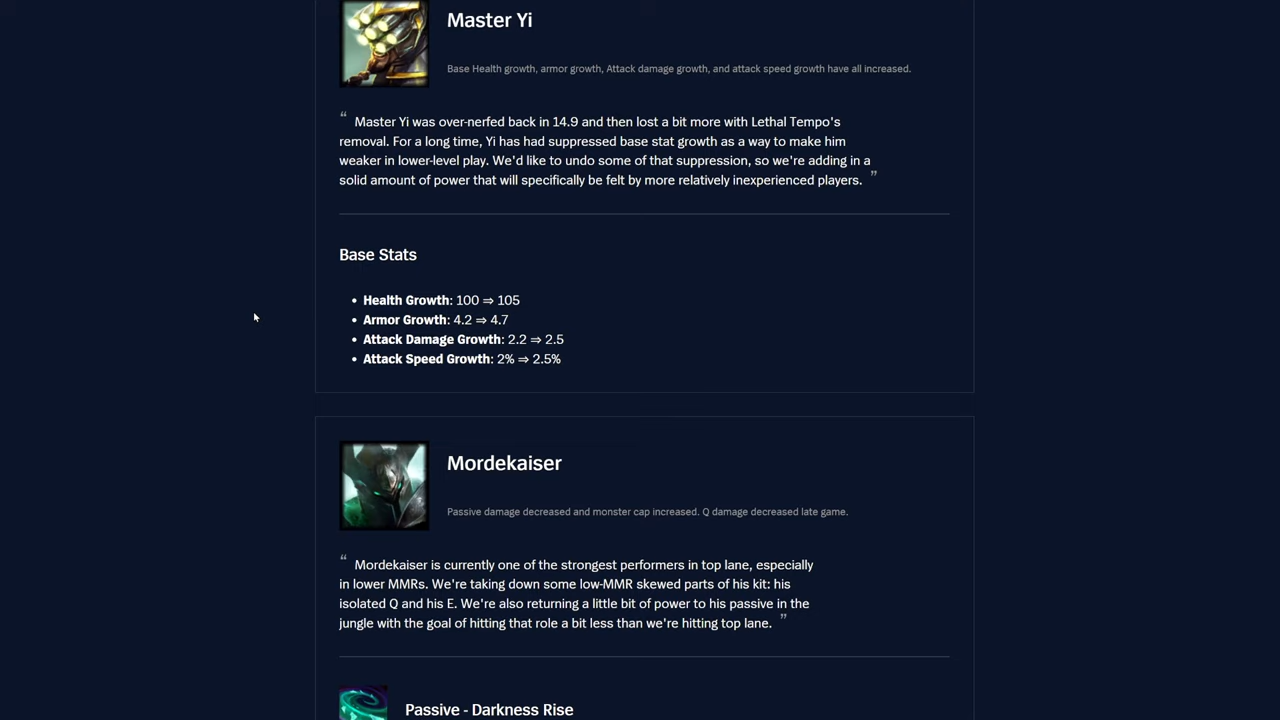 Master Yi
Base Health growth, armor growth, Attack damage growth, and attack speed growth have all increased.
“ Master Yi was over-nerfed back in 14.9 and then lost a bit more with Lethal Tempo's
removal. For a long time, Yi has had suppressed base stat growth as a way to make him
weaker in lower-level play. We'd like to undo some of that suppression, so we're adding in a
solid amount of power that will specifically be felt by more relatively inexperienced players. ”
Base Stats
• Health Growth: 100 ⇒ 105
• Armor Growth: 4.2 ⇒ 4.7
• Attack Damage Growth: 2.2 ⇒ 2.5
• Attack Speed Growth: 2% ⇒ 2.5%
Mordekaiser
Passive damage decreased and monster cap increased. Q damage decreased late game.
“ Mordekaiser is currently one of the strongest performers in top lane, especially
in lower MMRs. We're taking down some low-MMR skewed parts of his kit: his
isolated Q and his E. We're also returning a little bit of power to his passive in the
jungle with the goal of hitting that role a bit less than we're hitting top lane. ”
Passive - Darkness Rise